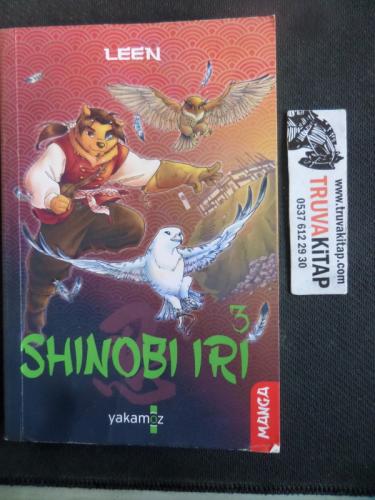 LEEN
3
SHINOBI IRI
yakamoz
MANGA
TRUVAKiTAP
www.truvakitap.com
0537 612 29 30